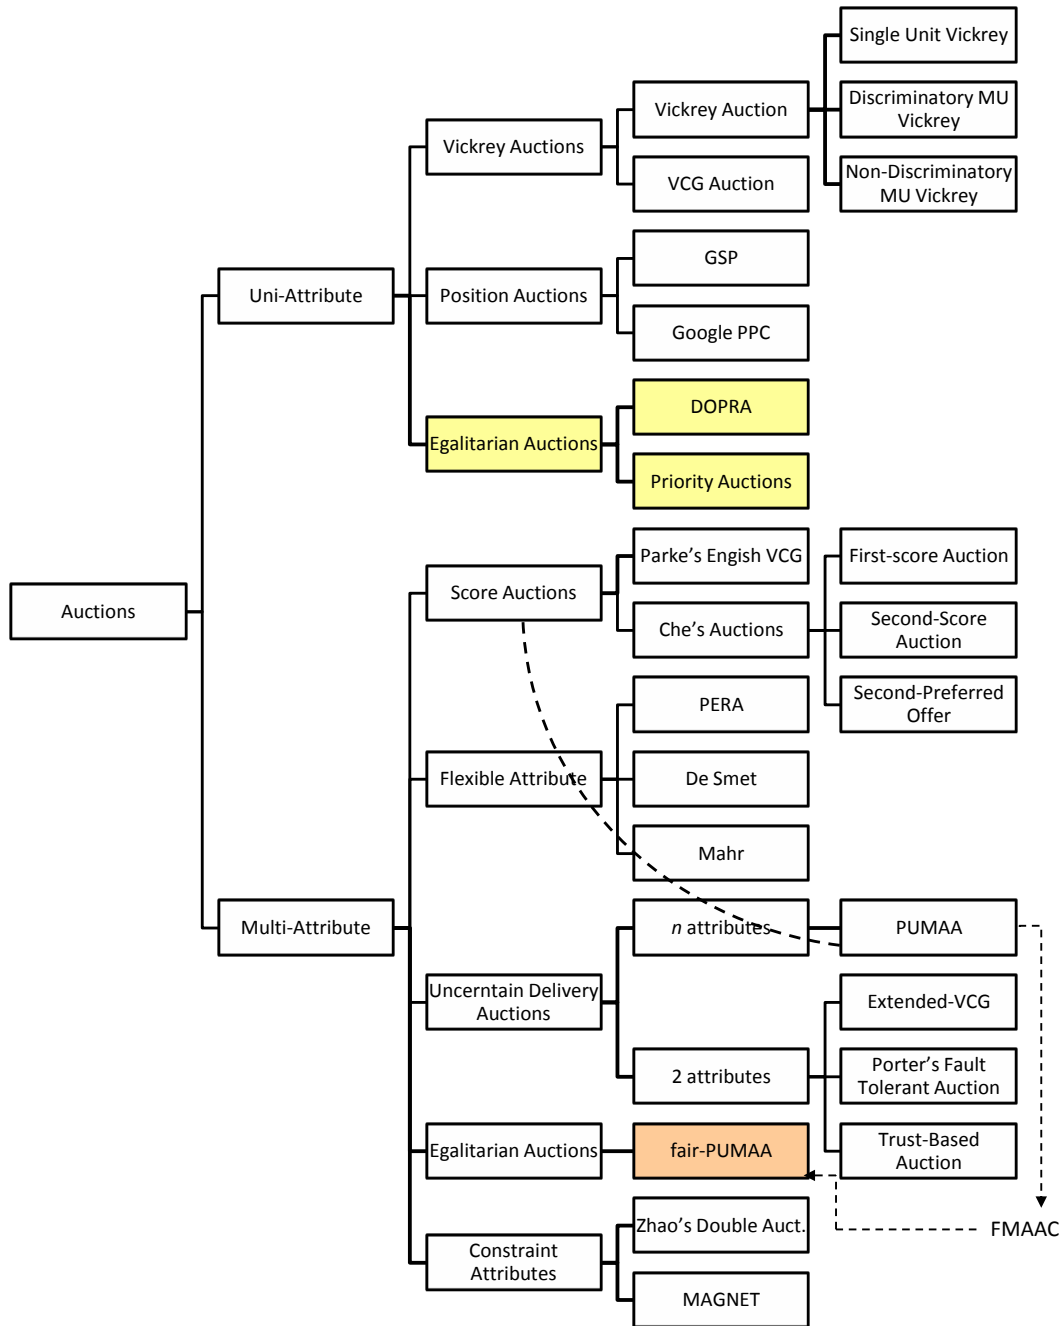 Single Unit Vickrey
Vickrey Auction
Discriminatory MU
Vickrey
Vickrey Auctions
VCG Auction
Non-Discriminatory
MU Vickrey
GSP
Uni-Attribute
Position Auctions
Google PPC
DOPRA
Egalitarian Auctions
Priority Auctions
Parke's Engish VCG
First-score Auction
Score Auctions
Auctions
Che's Auctions
Second-Score
Auction
PERA
Second-Preferred
Offer
Flexible Attribute
De Smet
Mahr
Multi-Attribute
n attributes
PUMAA
Uncerntain Delivery
Auctions
Extended-VCG
2 attributes
Porter's Fault
Tolerant Auction
Egalitarian Auctions
fair-PUMAA
Trust-Based
Auction
Zhao's Double Auct.
FMAAC
Constraint
Attributes
MAGNET